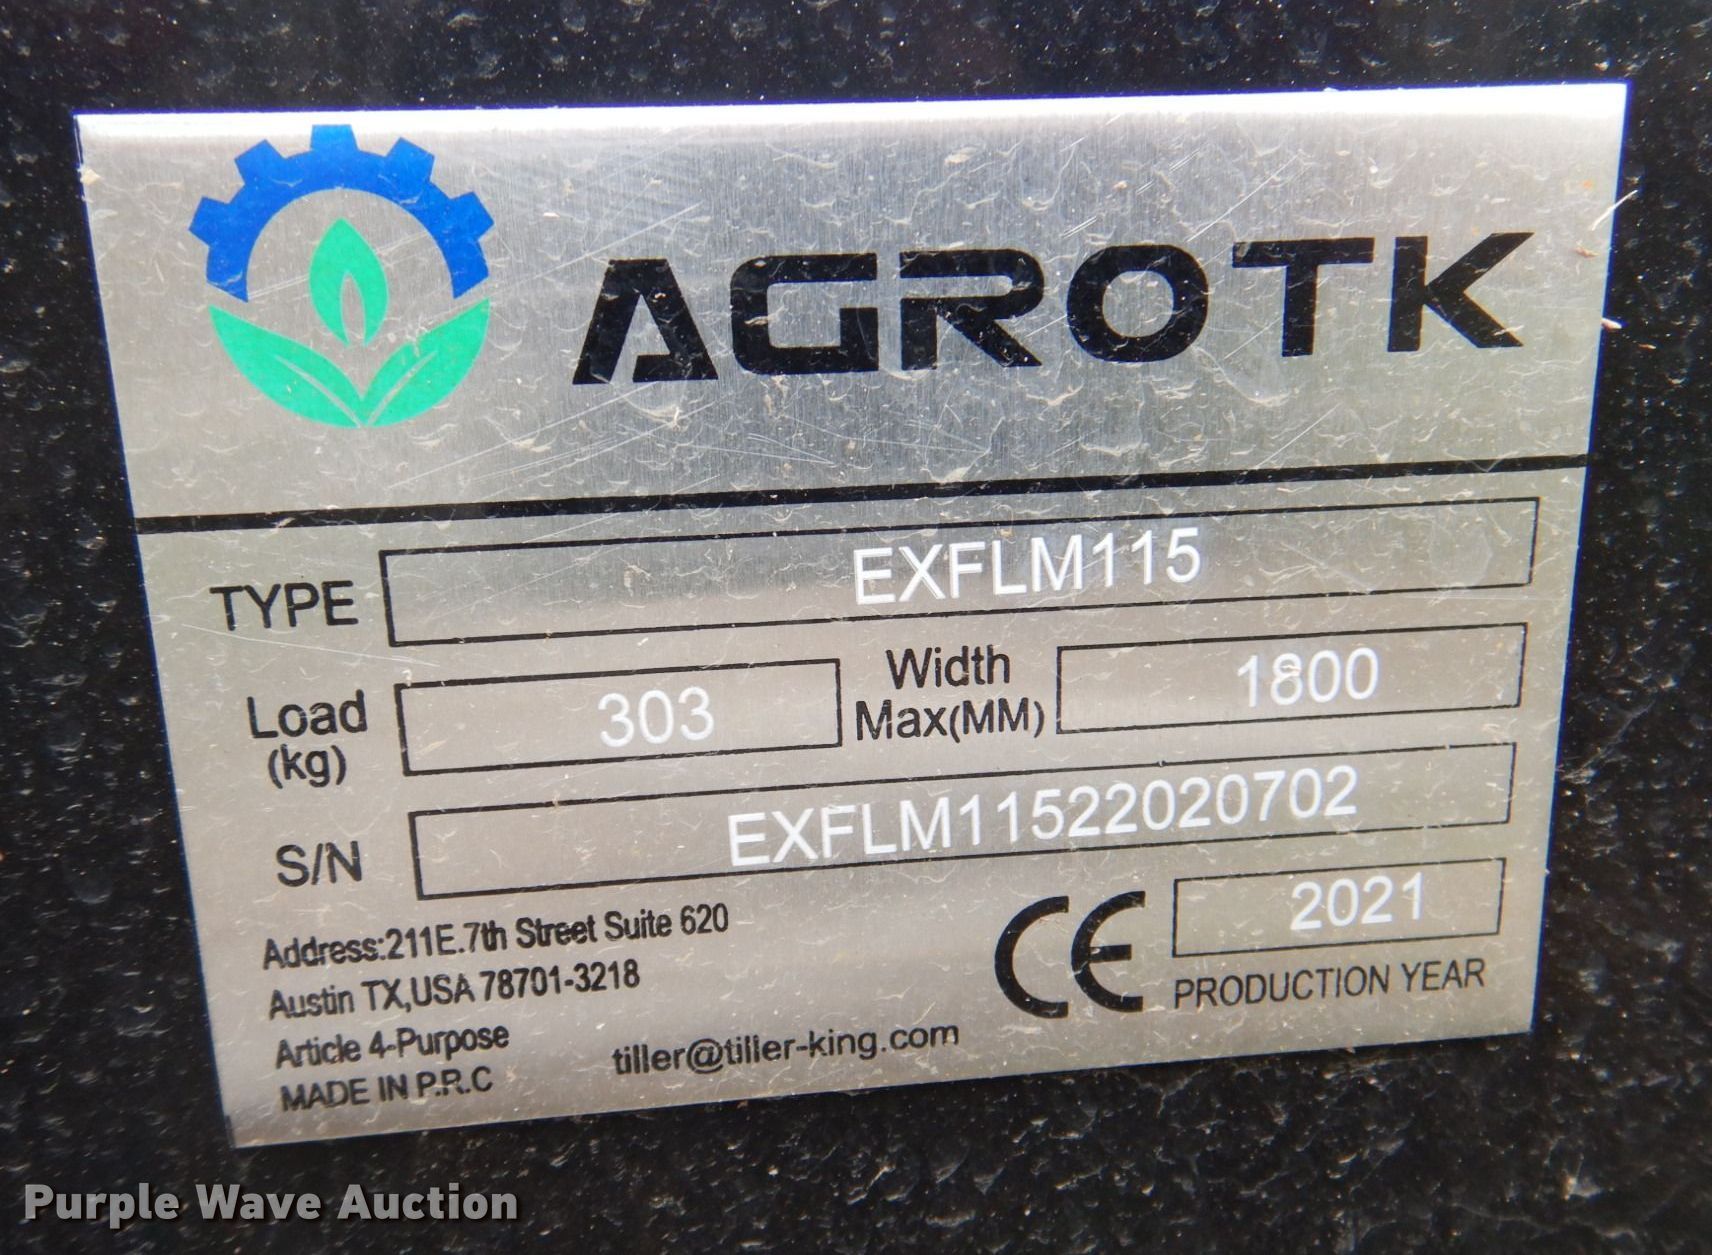 AGROTK
TYPE EXFLM115
Load (kg) 303 Width Max(MM) 1800
S/N EXFLM11522020702
Address:211E.7th Street Suite 620
Austin TX,USA 78701-3218
Article 4-Purpose
MADE IN P.R.C
tiller@tiller-king.com
CE
2021
PRODUCTION YEAR
Purple Wave Auction